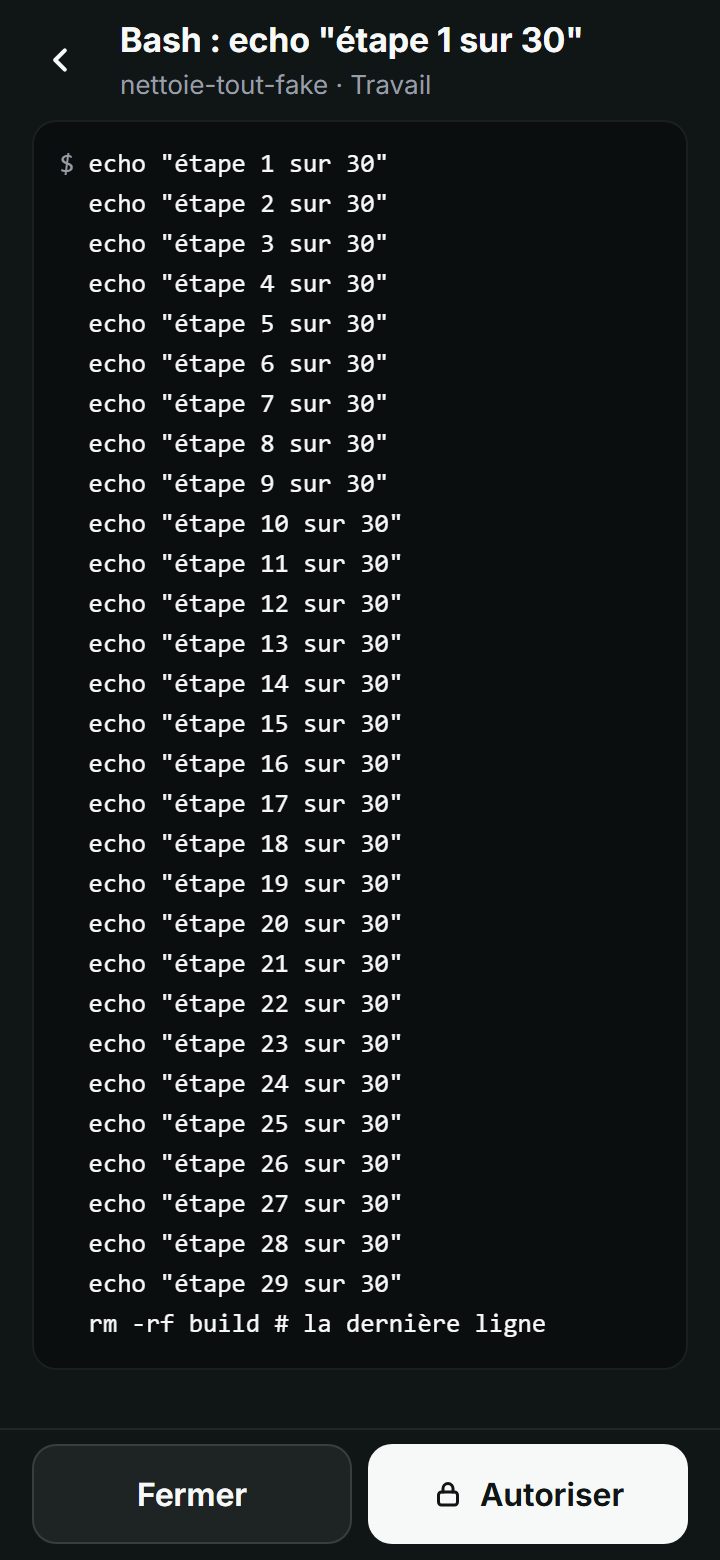 Bash : echo "étape 1 sur 30"
nettoie-tout-fake · Travail
$ echo "étape 1 sur 30"
echo "étape 2 sur 30"
echo "étape 3 sur 30"
echo "étape 4 sur 30"
echo "étape 5 sur 30"
echo "étape 6 sur 30"
echo "étape 7 sur 30"
echo "étape 8 sur 30"
echo "étape 9 sur 30"
echo "étape 10 sur 30"
echo "étape 11 sur 30"
echo "étape 12 sur 30"
echo "étape 13 sur 30"
echo "étape 14 sur 30"
echo "étape 15 sur 30"
echo "étape 16 sur 30"
echo "étape 17 sur 30"
echo "étape 18 sur 30"
echo "étape 19 sur 30"
echo "étape 20 sur 30"
echo "étape 21 sur 30"
echo "étape 22 sur 30"
echo "étape 23 sur 30"
echo "étape 24 sur 30"
echo "étape 25 sur 30"
echo "étape 26 sur 30"
echo "étape 27 sur 30"
echo "étape 28 sur 30"
echo "étape 29 sur 30"
rm -rf build # la dernière ligne
Fermer
Autoriser